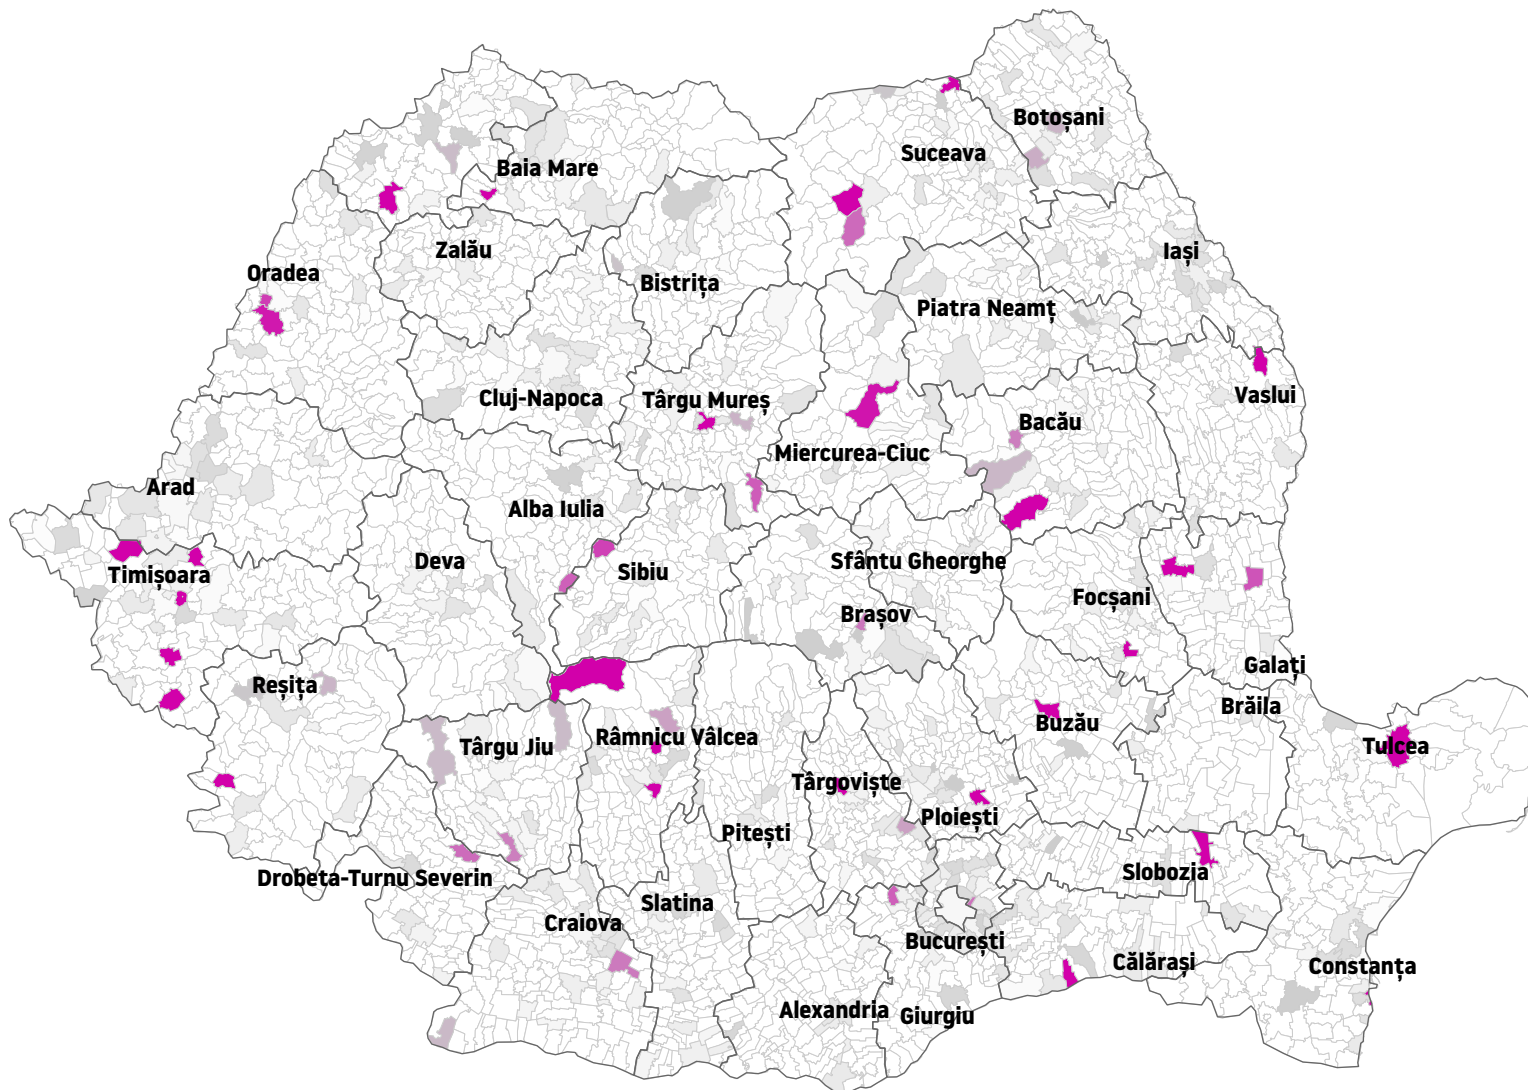 Botoșani
Suceava
Baia Mare
Zalău
Iași
Oradea
Bistrița
Piatra Neamț
Vaslui
Cluj-Napoca
Târgu Mureș
Bacău
Miercurea-Ciuc
Arad
Alba Iulia
Deva
Sfântu Gheorghe
Timișoara
Sibiu
Focșani
Brașov
Galați
Reșița
Brăila
Buzău
Râmnicu Vâlcea
Târgu Jiu
Tulcea
Târgoviște
Ploiești
Pitești
Slobozia
Drobeta-Turnu Severin
Slatina
Craiova
București
Călărași
Constanța
Alexandria
Giurgiu